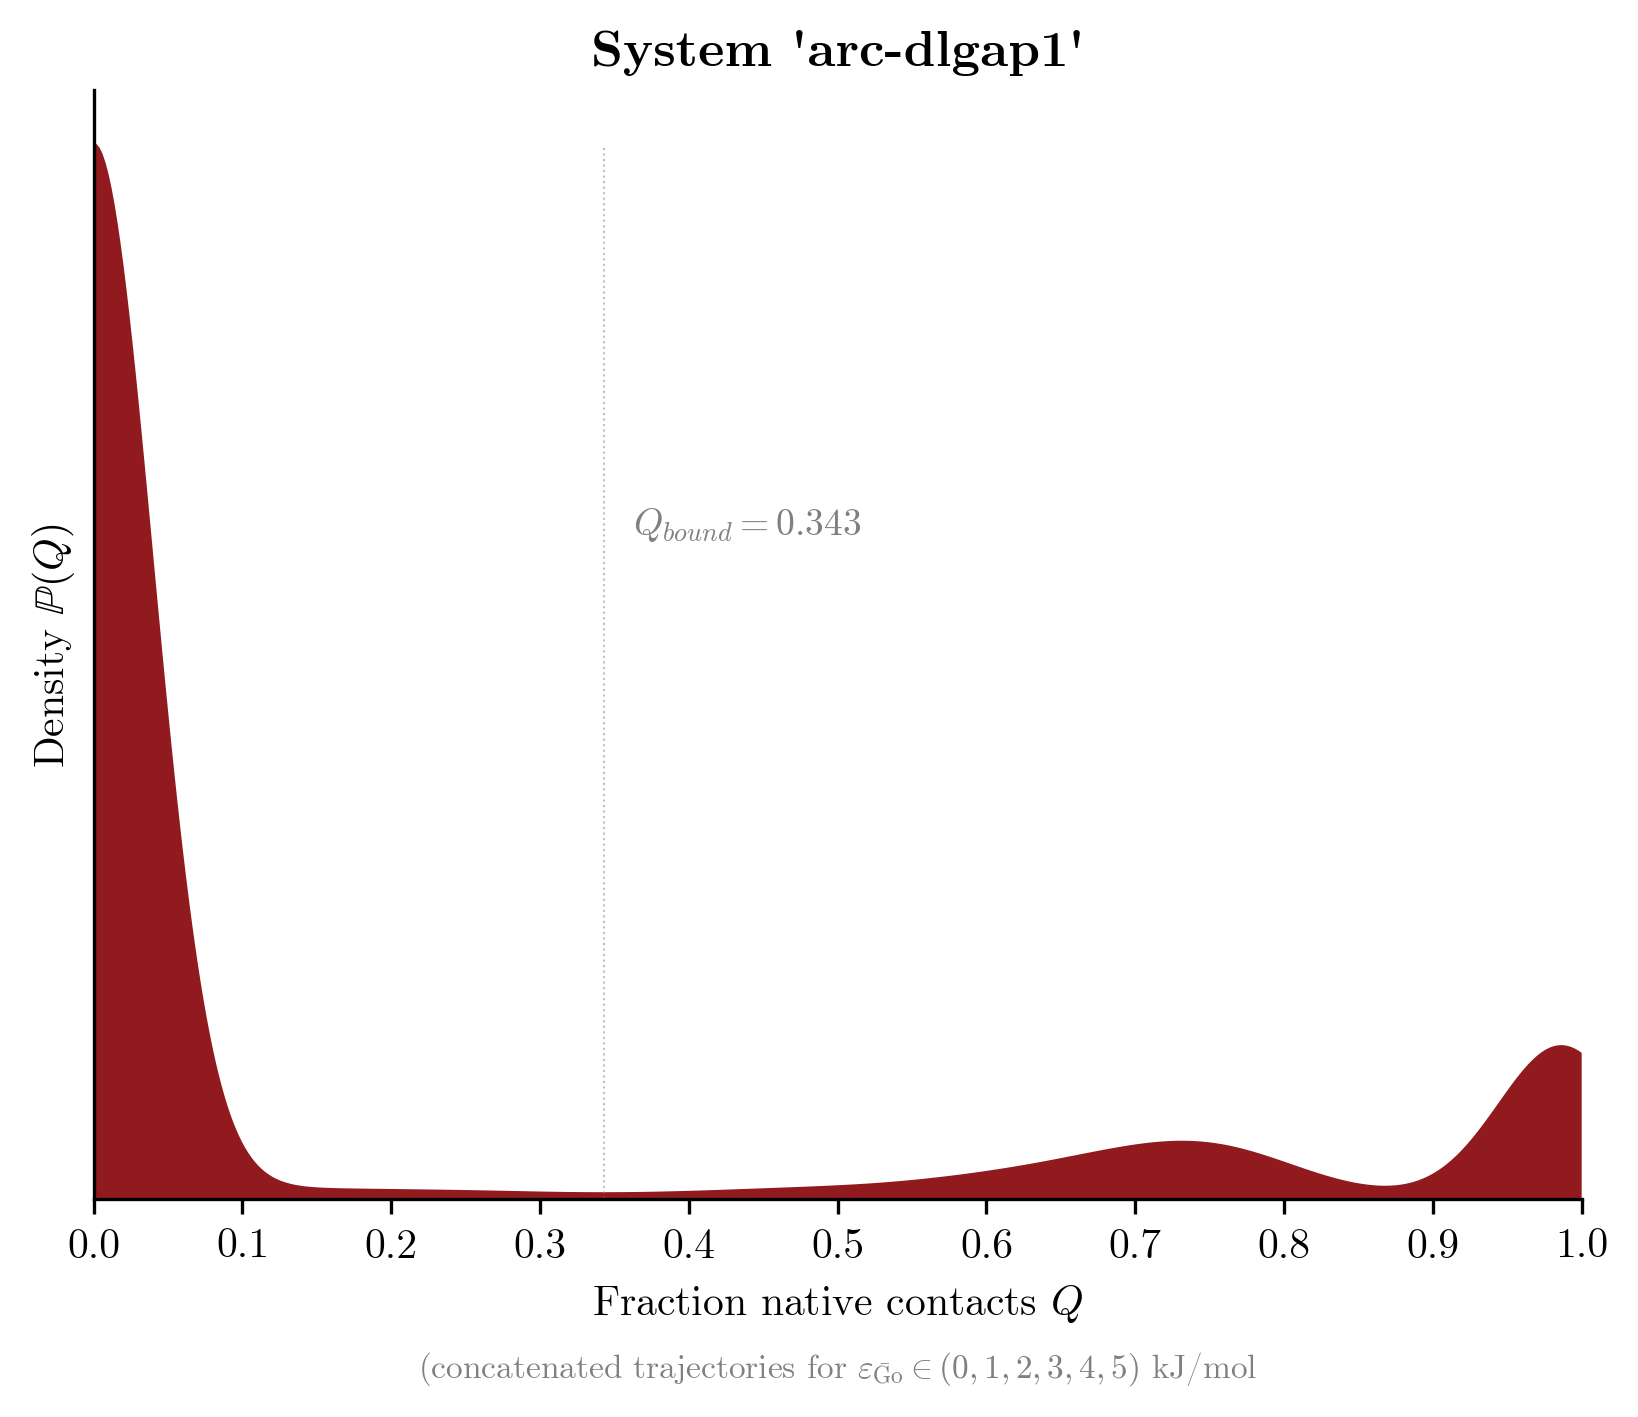 System 'arc-dlgap1'
Density ℙ(Q)
Q_{bound} = 0.343
0.0 0.1 0.2 0.3 0.4 0.5 0.6 0.7 0.8 0.9 1.0
Fraction native contacts Q
(concatenated trajectories for ε_{Ḡo} ∈ (0, 1, 2, 3, 4, 5) kJ/mol